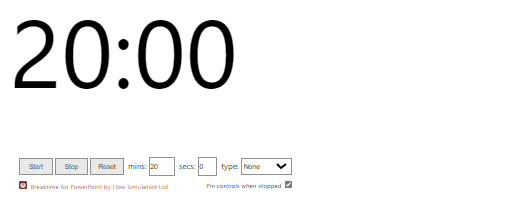 20:00
Start Stop Reset mins: 20 secs: 0 type: None
Breaktime for PowerPoint by Flow Simulation Ltd. Pin controls when stopped